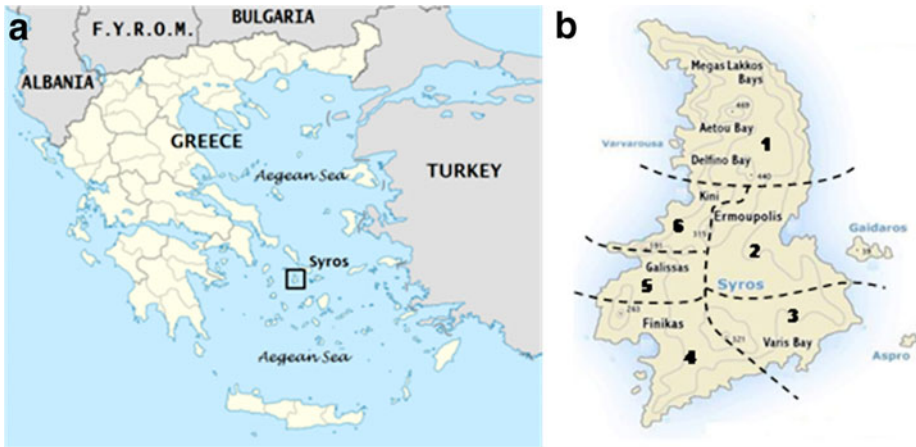 a
BULGARIA
F.Y.R.O.M.
ALBANIA
GREECE
Aegean Sea
TURKEY
Syros
Aegean Sea
b
Megas Lakkos
Bays
469
Aetou Bay
1
Varvarousa
Delfino Bay
440
Kini
7
Ermoupolis
6
315
191
2
Gaidaros
Galissas
5
Syros
263
Finikas
3
321
Varis Bay
4
Aspro